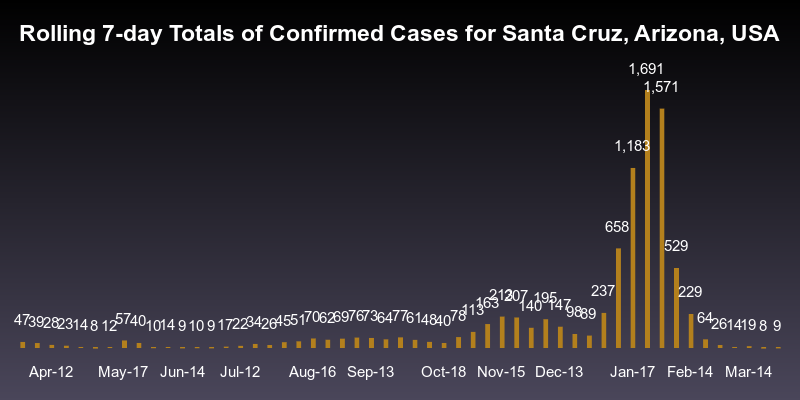 Rolling 7-day Totals of Confirmed Cases for Santa Cruz, Arizona, USA
47 39 28 23 14 8 12 57 40 10 14 9 10 9 17 22 34 26 45 51 70 62 69 76 73 64 77 61 48 40 78 113 163 213 207 140 195 147 98 89 237 658 1,183 1,691 1,571 529 229 64 26 14 19 8 9
Apr-12 May-17 Jun-14 Jul-12 Aug-16 Sep-13 Oct-18 Nov-15 Dec-13 Jan-17 Feb-14 Mar-14